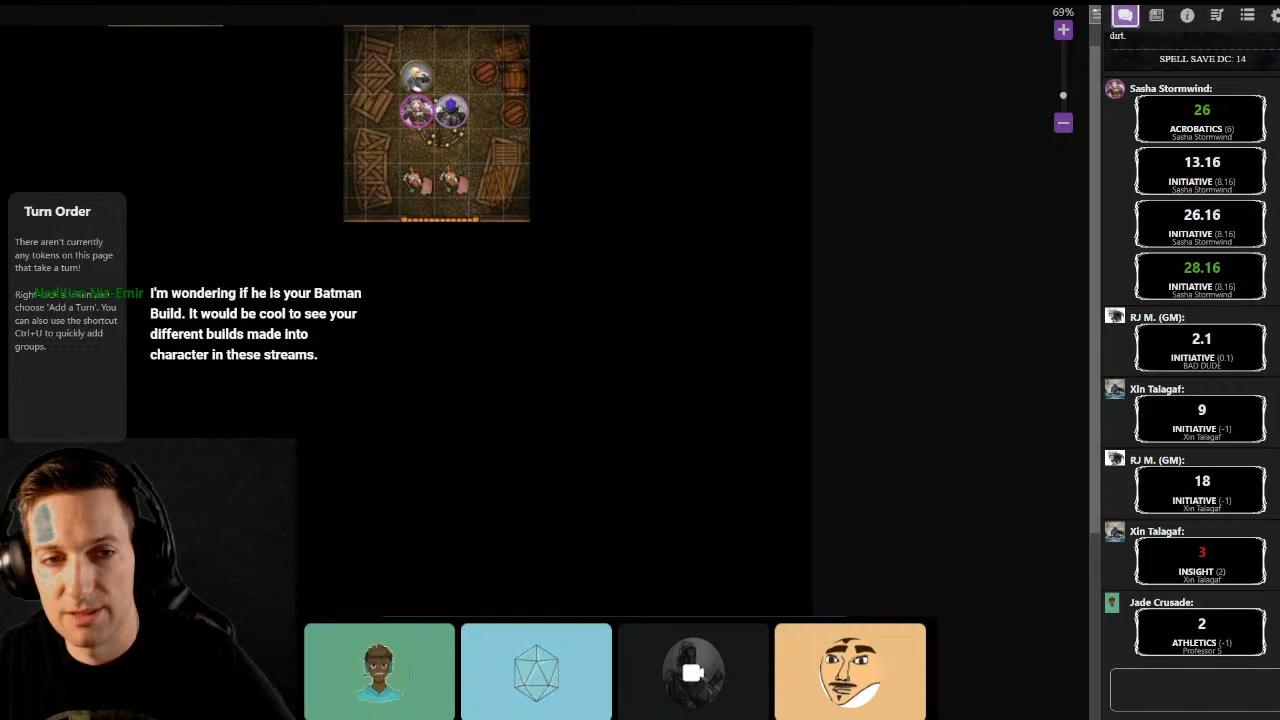 69%
dirt.
SPELL SAVE DC: 14
Sasha Stormwind:
26
ACROBATICS (6)
Sasha Stormwind
13.16
INITIATIVE (8.16)
Sasha Stormwind
26.16
INITIATIVE (8.16)
Sasha Stormwind
28.16
INITIATIVE (8.16)
Sasha Stormwind
RJ M. (GM):
2.1
INITIATIVE (0.1)
BAD DUDE
Xin Talagaf:
9
INITIATIVE (-1)
Xin Talagaf
RJ M. (GM):
18
INITIATIVE (-1)
Xin Talagaf
Xin Talagaf:
3
INSIGHT (2)
Xin Talagaf
Jade Crusade:
2
ATHLETICS (-1)
Professor S
Turn Order
There aren't currently
any tokens on this page
that take a turn!
choose 'Add a Turn'. You
can also use the shortcut
Ctrl+U to quickly add
groups.
I'm wondering if he is your Batman
Build. It would be cool to see your
different builds made into
character in these streams.